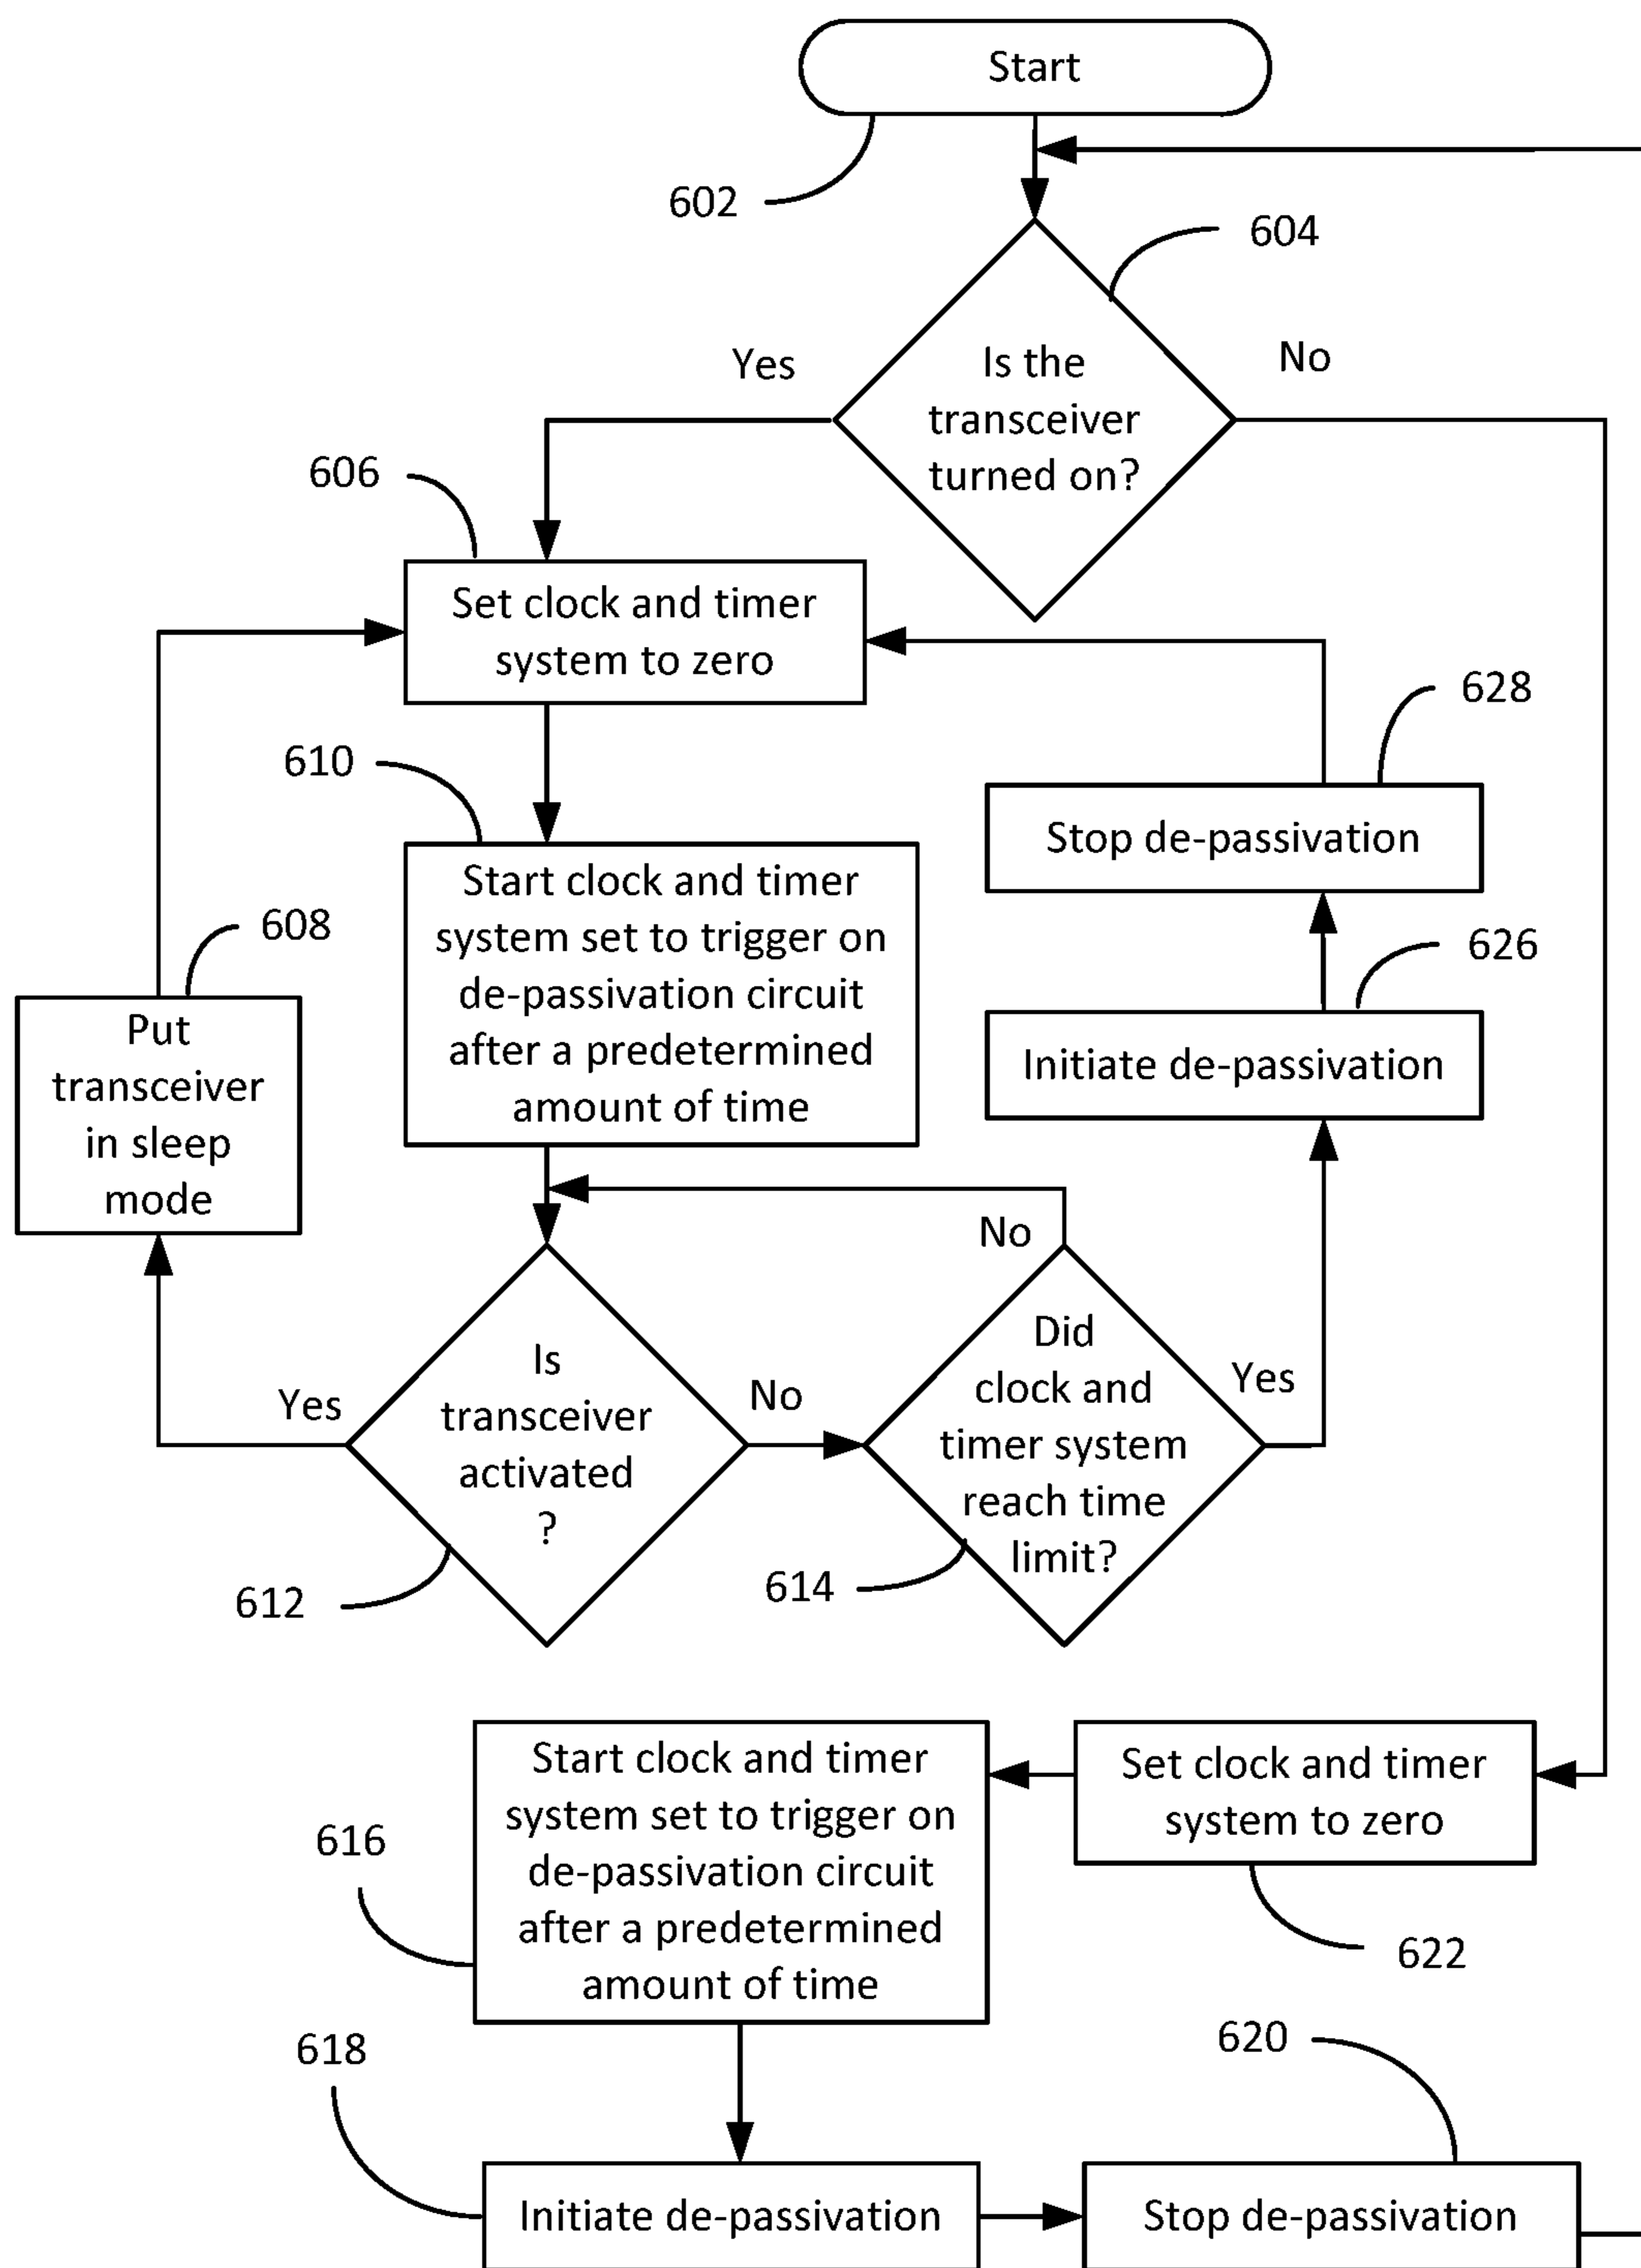 Start
602
604
Yes
Is the
transceiver
turned on?
No
606
Set clock and timer
system to zero
628
Stop de-passivation
610
Start clock and timer
system set to trigger on
de-passivation circuit
after a predetermined
amount of time
608
Put
transceiver
in sleep
mode
626
Initiate de-passivation
No
Yes
Is
transceiver
activated
?
No
Did
clock and
timer system
reach time
limit?
Yes
612
614
Start clock and timer
system set to trigger on
de-passivation circuit
after a predetermined
amount of time
Set clock and timer
system to zero
616
622
618
620
Initiate de-passivation
Stop de-passivation